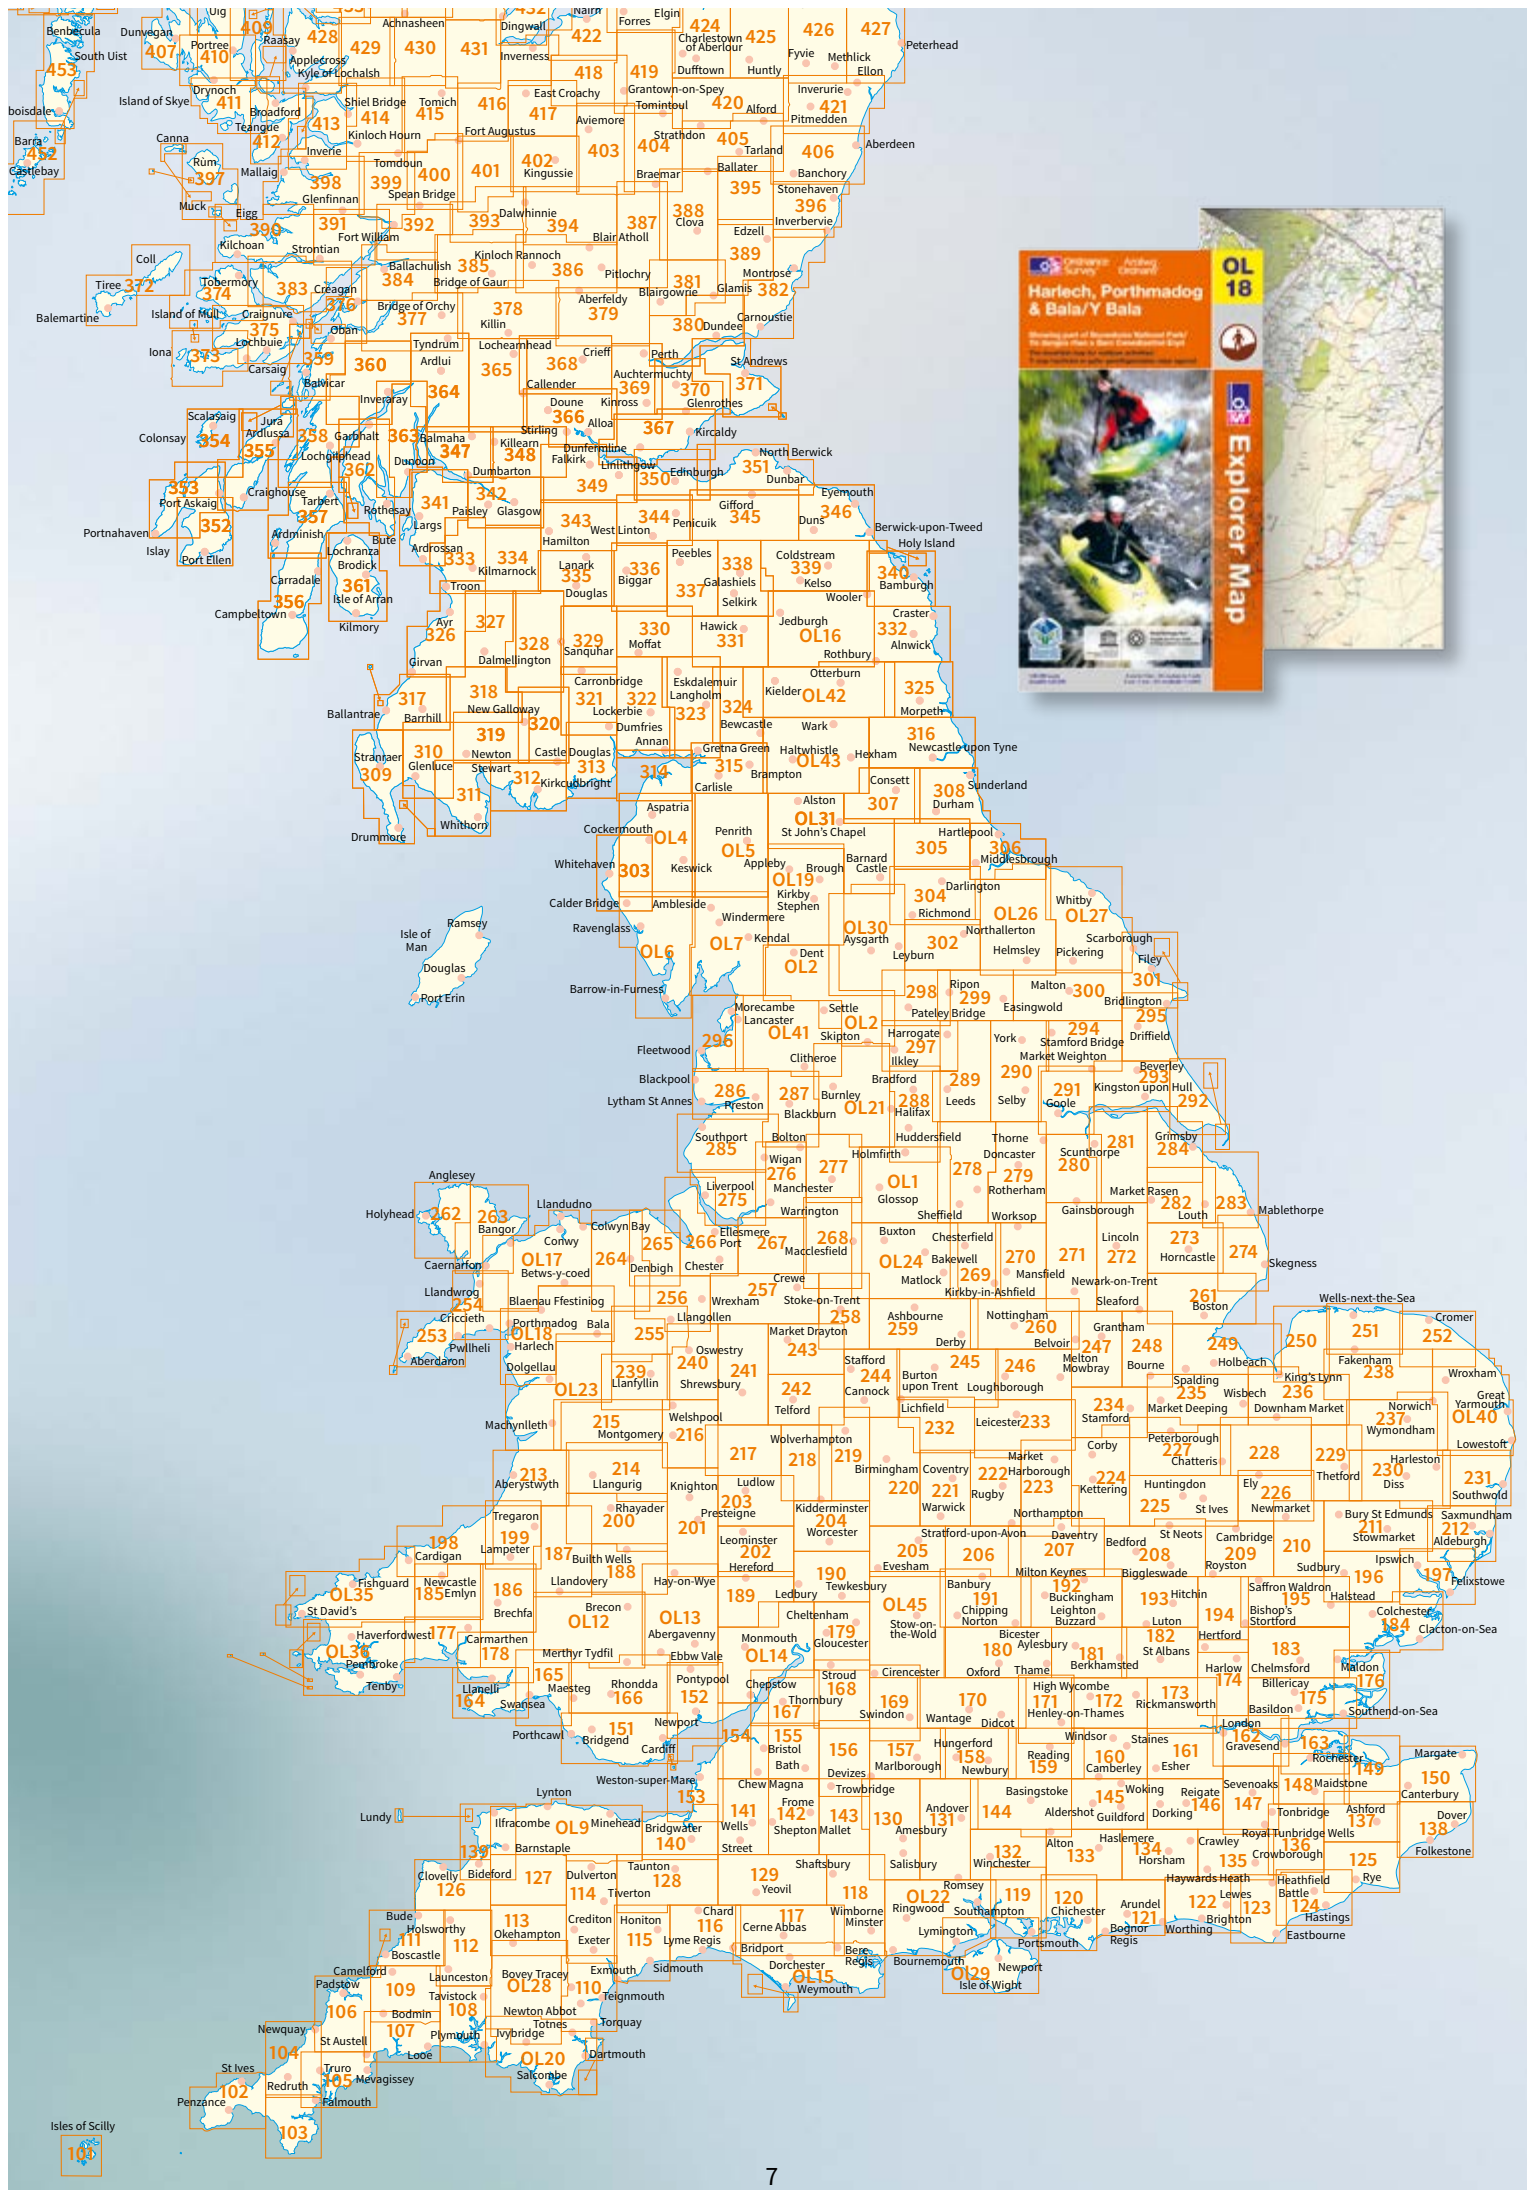 Uig
409
Achnasheen
Dingwall
Nairn
Forres
Elgin
424
425
426
427
Benbecula
South Uist
453
Dunvegan
407
Portree
410
Raasay
428
Applecross
Kyle of Lochalsh
429
430
431
Inverness
422
Charlestown
of Aberlour
Dufftown
Huntly
Fyvie
Methlick
Ellon
Peterhead
418
419
Grantown-on-Spey
Drynoch
411
Island of Skye
Broadford
Teangue
412
413
Shiel Bridge
414
Kinloch Hourn
Tomich
415
416
East Croachy
417
Fort Augustus
Aviemore
Tomintoul
420
Alford
Inverurie
421
Pitmedden
boisdale
Barra
452
Castlebay
Canna
Rùm
397
Muck
Eigg
Mallaig
Inverie
398
Glenfinnan
399
Tomdoun
400
Spean Bridge
401
402
Kingussie
403
404
Strathdon
405
Tarland
Ballater
406
Banchory
Aberdeen
Braemar
395
Stonehaven
396
Inverbervie
390
Kilchoan
Strontian
391
Fort William
392
393
Dalwhinnie
394
Blair Atholl
387
388
Clova
Edzell
389
Montrose
Coll
Tiree
372
Balemartine
Tobermory
374
383
Creagan
376
Ballachulish
384
Kinloch Rannoch
385
Bridge of Gaur
386
Pitlochry
381
Blairgowrie
Glamis
382
Carnoustie
Island of Mull
Craignure
375
Lochbuie
Iona
373
Carsaig
Oban
359
Balvicar
Bridge of Orchy
377
378
Killin
Aberfeldy
379
380
Dundee
360
Tyndrum
Ardlui
Lochearnhead
365
368
Crieff
Perth
St Andrews
Auchtermuchty
369
370
371
Inveraray
364
Callender
Doune
366
Stirling
Kinross
Alloa
367
Glenrothes
Kircaldy
Scalasaig
Colonsay
354
Jura
Ardlussa
355
358
Garbhalt
Lochgilphead
362
363
Dunoon
Balmaha
347
Killearn
348
Dumbarton
Dunfermline
Falkirk
Linlithgow
349
350
Edinburgh
North Berwick
351
Dunbar
353
Port Askaig
Craighouse
Portnahaven
352
Islay
Port Ellen
Tarbert
357
Ardminish
Rothesay
Bute
341
Largs
342
Paisley
Glasgow
343
Hamilton
West Linton
344
Penicuik
Gifford
345
Eyemouth
346
Duns
Berwick-upon-Tweed
Holy Island
Lochranza
Brodick
361
Isle of Arran
Kilmory
Carradale
356
Campbeltown
Ardrossan
333
Troon
334
Kilmarnock
Lanark
335
Douglas
336
Biggar
Peebles
337
338
Galashiels
Selkirk
Coldstream
339
Kelso
Wooler
340
Bamburgh
Craster
332
Alnwick
Ayr
326
Girvan
327
Dalmellington
328
329
Sanquhar
330
Moffat
Hawick
331
Jedburgh
OL16
Rothbury
Ballantrae
317
Barrhill
318
New Galloway
Carronbridge
321
320
322
Lockerbie
Eskdalemuir
Langholm
323
324
Kielder
Otterburn
OL42
325
Morpeth
Stranraer
309
310
Glenluce
319
Newton
Stewart
Dumfries
Castle Douglas
313
Annan
312
Kirkcudbright
311
Whithorn
Drummore
Bewcastle
Gretna Green
314
315
Carlisle
Brampton
Wark
Haltwhistle
OL43
Hexham
316
Newcastle upon Tyne
Consett
307
308
Durham
Sunderland
Aspatria
Cockermouth
OL4
Whitehaven
303
Keswick
Penrith
OL5
Appleby
Alston
OL31
St John's Chapel
Barnard
Castle
305
Hartlepool
306
Middlesbrough
Brough
OL19
Kirkby
Stephen
304
Darlington
Richmond
OL26
Northallerton
Whitby
OL27
Calder Bridge
Ambleside
Windermere
Ravenglass
OL6
OL7
Kendal
Dent
OL2
OL30
Aysgarth
302
Leyburn
Helmsley
Pickering
Scarborough
Filey
301
Isle of
Man
Ramsey
Douglas
Port Erin
Barrow-in-Furness
Morecambe
Lancaster
296
Fleetwood
OL41
Settle
Skipton
OL2
Clitheroe
298
Ripon
299
Pateley Bridge
Malton
300
Easingwold
Bridlington
295
Driffield
Harrogate
297
Ilkley
York
294
Stamford Bridge
Market Weighton
Blackpool
Lytham St Annes
286
Preston
287
Blackburn
Burnley
OL21
Bradford
288
Halifax
289
Leeds
290
Selby
291
Goole
Beverley
293
Kingston upon Hull
292
Southport
285
Bolton
Wigan
276
277
Manchester
Huddersfield
Holmfirth
OL1
Glossop
278
Thorne
Doncaster
279
Rotherham
Scunthorpe
280
281
Grimsby
284
Liverpool
275
Warrington
Sheffield
Worksop
Gainsborough
Market Rasen
282
Louth
283
Mablethorpe
Anglesey
Holyhead
262
263
Bangor
Llandudno
Conwy
Colwyn Bay
265
266
Ellesmere
Port
267
268
Macclesfield
Buxton
OL24
Chesterfield
Bakewell
269
Matlock
270
Mansfield
271
Lincoln
272
273
Horncastle
274
Skegness
Caernarfon
OL17
Betws-y-coed
264
Denbigh
Chester
Crewe
257
Stoke-on-Trent
258
Kirkby-in-Ashfield
Newark-on-Trent
Llandwrog
254
Criccieth
253
Pwllheli
Aberdaron
Blaenau Ffestiniog
Porthmadog
OL18
Harlech
Bala
256
Wrexham
Llangollen
255
Ashbourne
259
Derby
Nottingham
260
Belvoir
Sleaford
261
Boston
Wells-next-the-Sea
Cromer
Dolgellau
OL23
239
Llanfyllin
240
Oswestry
Shrewsbury
241
Market Drayton
243
242
Telford
Stafford
244
Cannock
Burton
upon Trent
245
Loughborough
246
Melton
Mowbray
Grantham
247
248
Bourne
249
Holbeach
250
251
Fakenham
252
Spalding
235
Market Deeping
Wisbech
King's Lynn
236
Downham Market
238
Wroxham
Great
Yarmouth
OL40
Norwich
237
Wymondham
Lowestoft
Machynlleth
215
Montgomery
Welshpool
216
217
Wolverhampton
218
219
Lichfield
232
Leicester
233
234
Stamford
Corby
Peterborough
227
Chatteris
228
229
Thetford
Harleston
230
Diss
231
Southwold
213
Aberystwyth
214
Llangurig
Knighton
Ludlow
203
Presteigne
Birmingham
220
Coventry
221
Warwick
222
Rugby
Market
Harborough
223
Northampton
224
Kettering
Huntingdon
225
St Ives
Ely
226
Newmarket
Kidderminster
204
Worcester
Rhayader
200
201
Tregaron
199
Lampeter
198
Cardigan
187
Builth Wells
188
Leominster
202
Hereford
Stratford-upon-Avon
205
Evesham
206
Daventry
207
Bedford
St Neots
208
Biggleswade
Cambridge
209
Royston
210
Bury St Edmunds
211
Stowmarket
Saxmundham
212
Aldeburgh
Sudbury
Ipswich
196
197
Felixstowe
Fishguard
OL35
St David's
Newcastle
Emlyn
185
186
Brechfa
Llandovery
Brecon
OL12
Hay-on-Wye
OL13
Abergavenny
189
Ledbury
190
Tewkesbury
Cheltenham
179
Gloucester
OL45
Stow-on-
the-Wold
Banbury
191
Chipping
Norton
Milton Keynes
192
Buckingham
Leighton
Buzzard
193
Hitchin
Luton
194
Saffron Waldron
195
Bishop's
Stortford
Halstead
Colchester
184
Clacton-on-Sea
Haverfordwest
OL36
Pembroke
Tenby
177
Carmarthen
178
Llanelli
164
Swansea
Merthyr Tydfil
165
Maesteg
Rhondda
166
Ebbw Vale
Pontypool
152
Monmouth
OL14
Chepstow
Stroud
168
Cirencester
Thornbury
167
169
Swindon
Bicester
180
Oxford
Aylesbury
Thame
181
Berkhamsted
182
St Albans
Hertford
183
Harlow
174
Chelmsford
Maldon
176
Billericay
175
Basildon
Southend-on-Sea
170
Wantage
Didcot
High Wycombe
171
Henley-on-Thames
172
Rickmansworth
173
London
162
Gravesend
163
Rochester
149
Margate
150
Canterbury
Porthcawl
151
Bridgend
Newport
Cardiff
154
155
Bristol
Bath
156
Devizes
157
Marlborough
Hungerford
158
Newbury
Windsor
Reading
159
Staines
160
Camberley
161
Esher
Sevenoaks
148
Maidstone
Weston-super-Mare
153
Chew Magna
Trowbridge
Lundy
Lynton
Ilfracombe
OL9
Minehead
Barnstaple
139
Bideford
Bridgwater
140
141
Wells
Street
Frome
142
Shepton Mallet
143
130
Amesbury
Andover
131
Basingstoke
144
Aldershot
145
Woking
Guildford
Dorking
Reigate
146
147
Tonbridge
Royal Tunbridge Wells
Ashford
137
Dover
138
Folkestone
Clovelly
126
127
Dulverton
114
Tiverton
Taunton
128
129
Yeovil
Shaftsbury
118
Salisbury
132
Winchester
Alton
133
Haslemere
134
Horsham
Crawley
135
136
Crowborough
125
Rye
Bude
Holsworthy
111
Boscastle
112
113
Okehampton
Crediton
Exeter
Honiton
115
Chard
116
Lyme Regis
117
Cerne Abbas
Wimborne
Minster
OL22
Ringwood
Romsey
Southampton
119
120
Chichester
Arundel
121
Bognor
Regis
Worthing
Haywards Heath
122
Lewes
Brighton
123
Heathfield
Battle
124
Hastings
Eastbourne
Camelford
Padstow
109
Launceston
Tavistock
Bovey Tracey
OL28
110
Exmouth
Teignmouth
Sidmouth
Bridport
Dorchester
OL15
Weymouth
Bere
Regis
Bournemouth
Lymington
OL29
Newport
Isle of Wight
Portsmouth
106
Bodmin
107
108
Plymouth
Looe
Newton Abbot
Totnes
Ivybridge
OL20
Salcombe
Torquay
Dartmouth
Newquay
104
St Austell
Truro
105
Mevagissey
Falmouth
Redruth
St Ives
102
Penzance
103
Isles of Scilly
101
Ordnance
Survey
Arolwg
Ordnans
OL
18
Harlech, Porthmadog
& Bala/Y Bala
Explorer Map
7